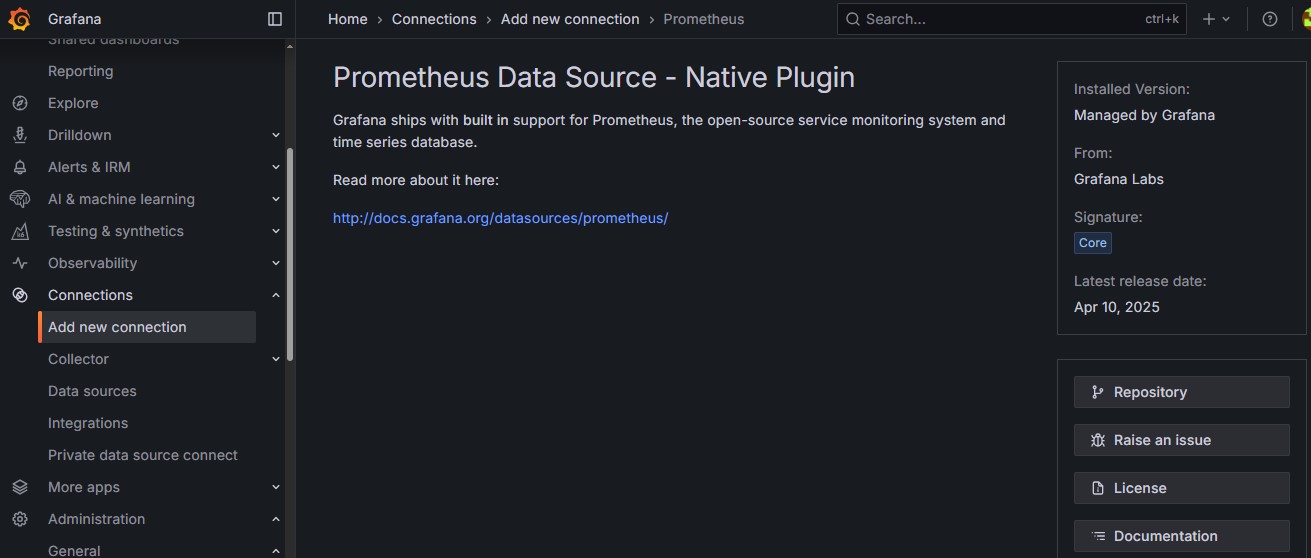 Grafana
Home › Connections › Add new connection › Prometheus
Search...
ctrl+k
Shared dashboards
Reporting
Explore
Drilldown
Alerts & IRM
AI & machine learning
Testing & synthetics
Observability
Connections
Add new connection
Collector
Data sources
Integrations
Private data source connect
More apps
Administration
General
Prometheus Data Source - Native Plugin
Grafana ships with built in support for Prometheus, the open-source service monitoring system and
time series database.
Read more about it here:
http://docs.grafana.org/datasources/prometheus/
Installed Version:
Managed by Grafana
From:
Grafana Labs
Signature:
Core
Latest release date:
Apr 10, 2025
Repository
Raise an issue
License
Documentation